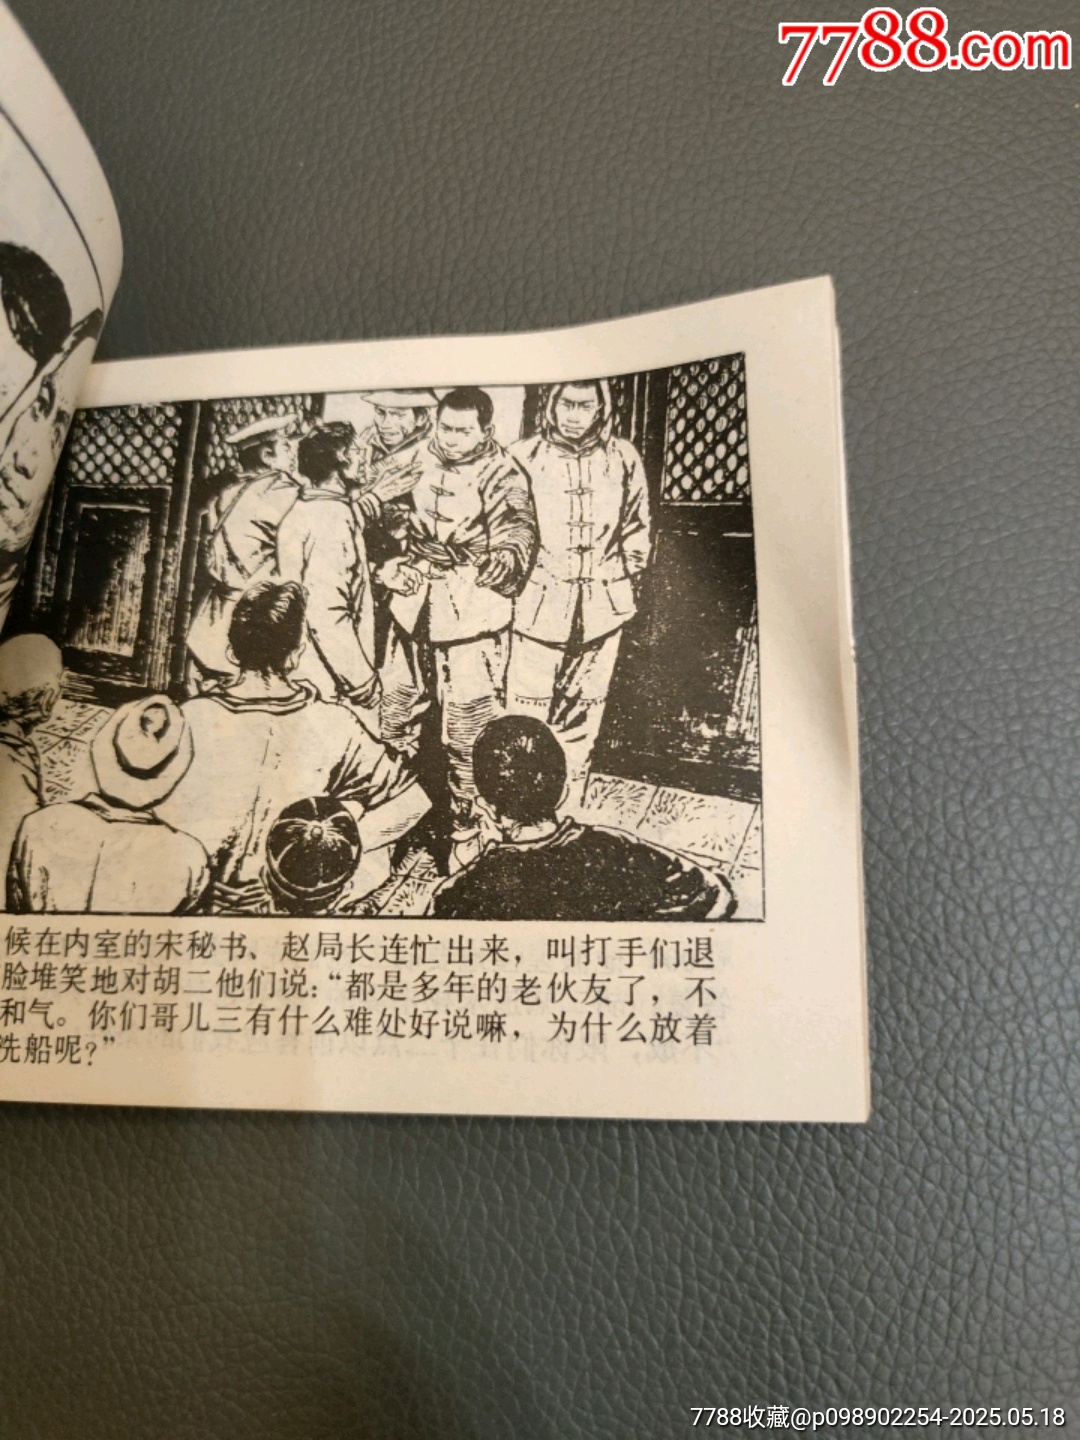 7788.com
候在内室的宋秘书、赵局长连忙出来，叫打手们退
脸堆笑地对胡二他们说：“都是多年的老伙友了，不
和气。你们哥儿三有什么难处好说嘛，为什么放着
洗船呢？”
7788收藏@p098902254-2025.05.18